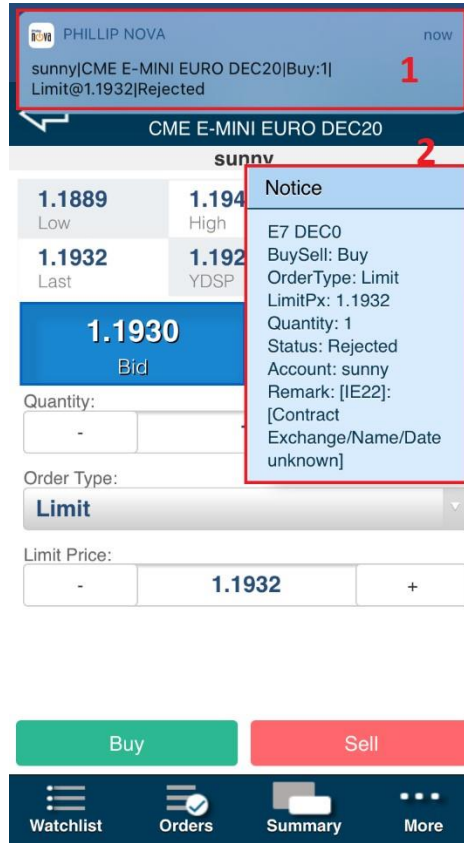 nova PHILLIP NOVA now
sunny|CME E-MINI EURO DEC20|Buy:1|
Limit@1.1932|Rejected
1
CME E-MINI EURO DEC20
2
sunny
1.1889
Low
1.194
High
1.1932
Last
1.192
YDSP
1.1930
Bid
Notice
E7 DEC0
BuySell: Buy
OrderType: Limit
LimitPx: 1.1932
Quantity: 1
Status: Rejected
Account: sunny
Remark: [IE22]:
[Contract
Exchange/Name/Date
unknown]
Quantity:
-
Order Type:
Limit
Limit Price:
- 1.1932 +
Buy Sell
Watchlist Orders Summary More